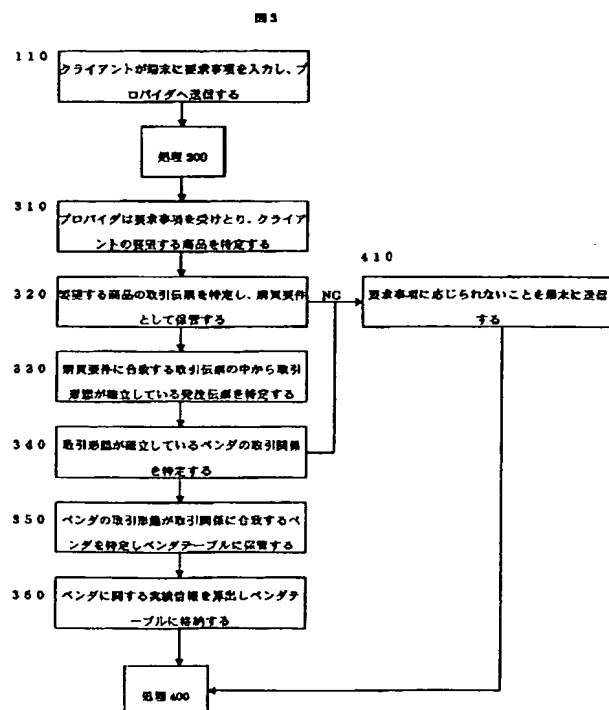 図3
110
クライアントが端末に要求事項を入力し、プ
ロバイダへ送信する
処理200
310
プロバイダは要求事項を受けとり、クライア
ントの要望する商品を特定する
410
320
要望する商品の取引伝票を特定し、購買要件
として保管する
NG
要求事項に応じられないことを端末に送信
する
330
購買要件に合致する取引伝票の中から取引
形態が確立している発注伝票を特定する
340
取引形態が確立しているベンダの取引関係
を特定する
350
ベンダの取引形態が取引関係に合致するベ
ンダを特定しベンダテーブルに保管する
360
ベンダに関する実績情報を算出しベンダテ
ーブルに格納する
処理400